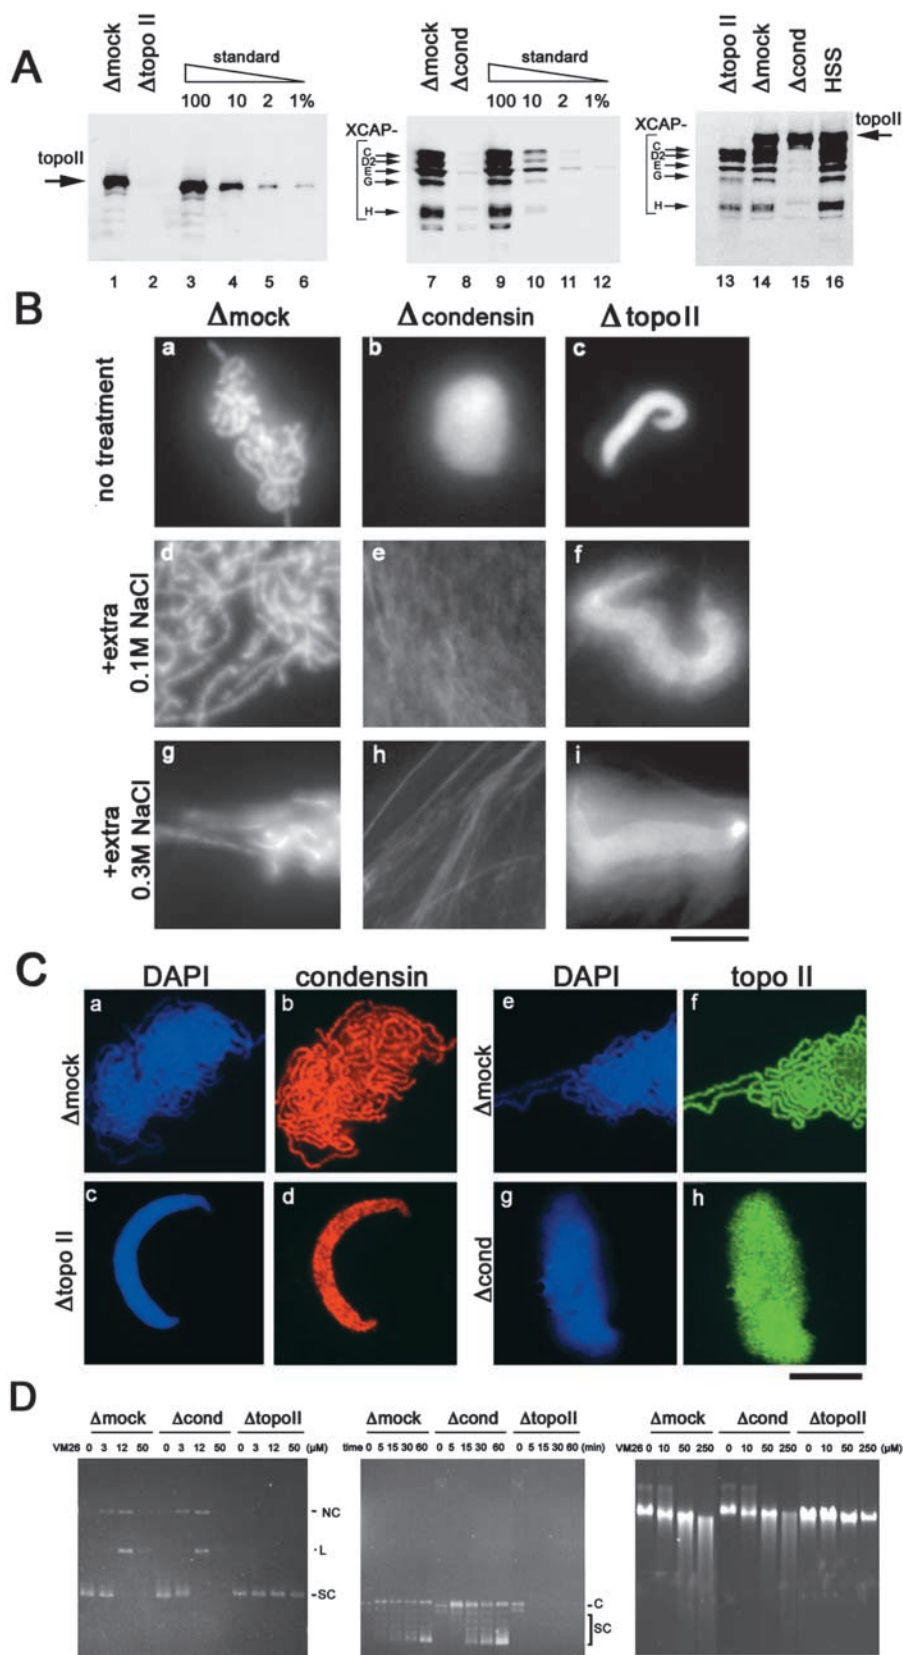 A
Δmock
Δtopo II
standard
100 10 2 1%
topoII
1 2 3 4 5 6
Δmock
Δcond
standard
100 10 2 1%
XCAP-
C
D2
E
G
H
7 8 9 10 11 12
Δtopo II
Δmock
Δcond
HSS
XCAP-
C
D2
E
G
H
topoII
13 14 15 16
B
Δmock Δcondensin ΔtopoII
no treatment
a b c
+extra
0.1M NaCl
d e f
+extra
0.3M NaCl
g h i
C
DAPI condensin DAPI topo II
Δmock
a b
Δmock
e f
Δtopo II
c d
Δcond
g h
D
Δmock Δcond ΔtopoII
VM26 0 3 12 50 0 3 12 50 0 3 12 50 (μM)
NC
L
SC
Δmock Δcond ΔtopoII
time 0 5 15 30 60 0 5 15 30 60 0 5 15 30 60 (min)
C
SC
Δmock Δcond ΔtopoII
VM26 0 10 50 250 0 10 50 250 0 10 50 250 (μM)